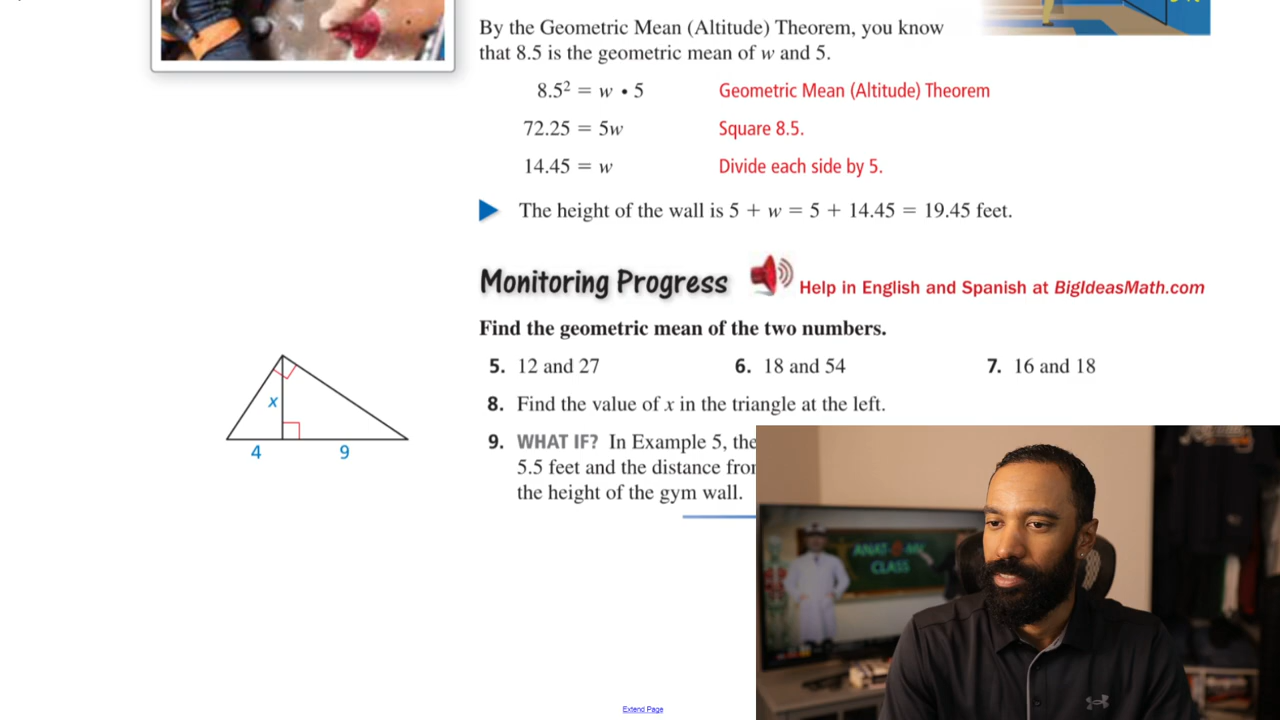 By the Geometric Mean (Altitude) Theorem, you know
that 8.5 is the geometric mean of w and 5.
8.5² = w • 5 Geometric Mean (Altitude) Theorem
72.25 = 5w Square 8.5.
14.45 = w Divide each side by 5.
The height of the wall is 5 + w = 5 + 14.45 = 19.45 feet.
Monitoring Progress Help in English and Spanish at BigIdeasMath.com
Find the geometric mean of the two numbers.
5. 12 and 27 6. 18 and 54 7. 16 and 18
8. Find the value of x in the triangle at the left.
x
4 9
9. WHAT IF? In Example 5, the
5.5 feet and the distance
the height of the gym wall.
CLASS
Extend Page